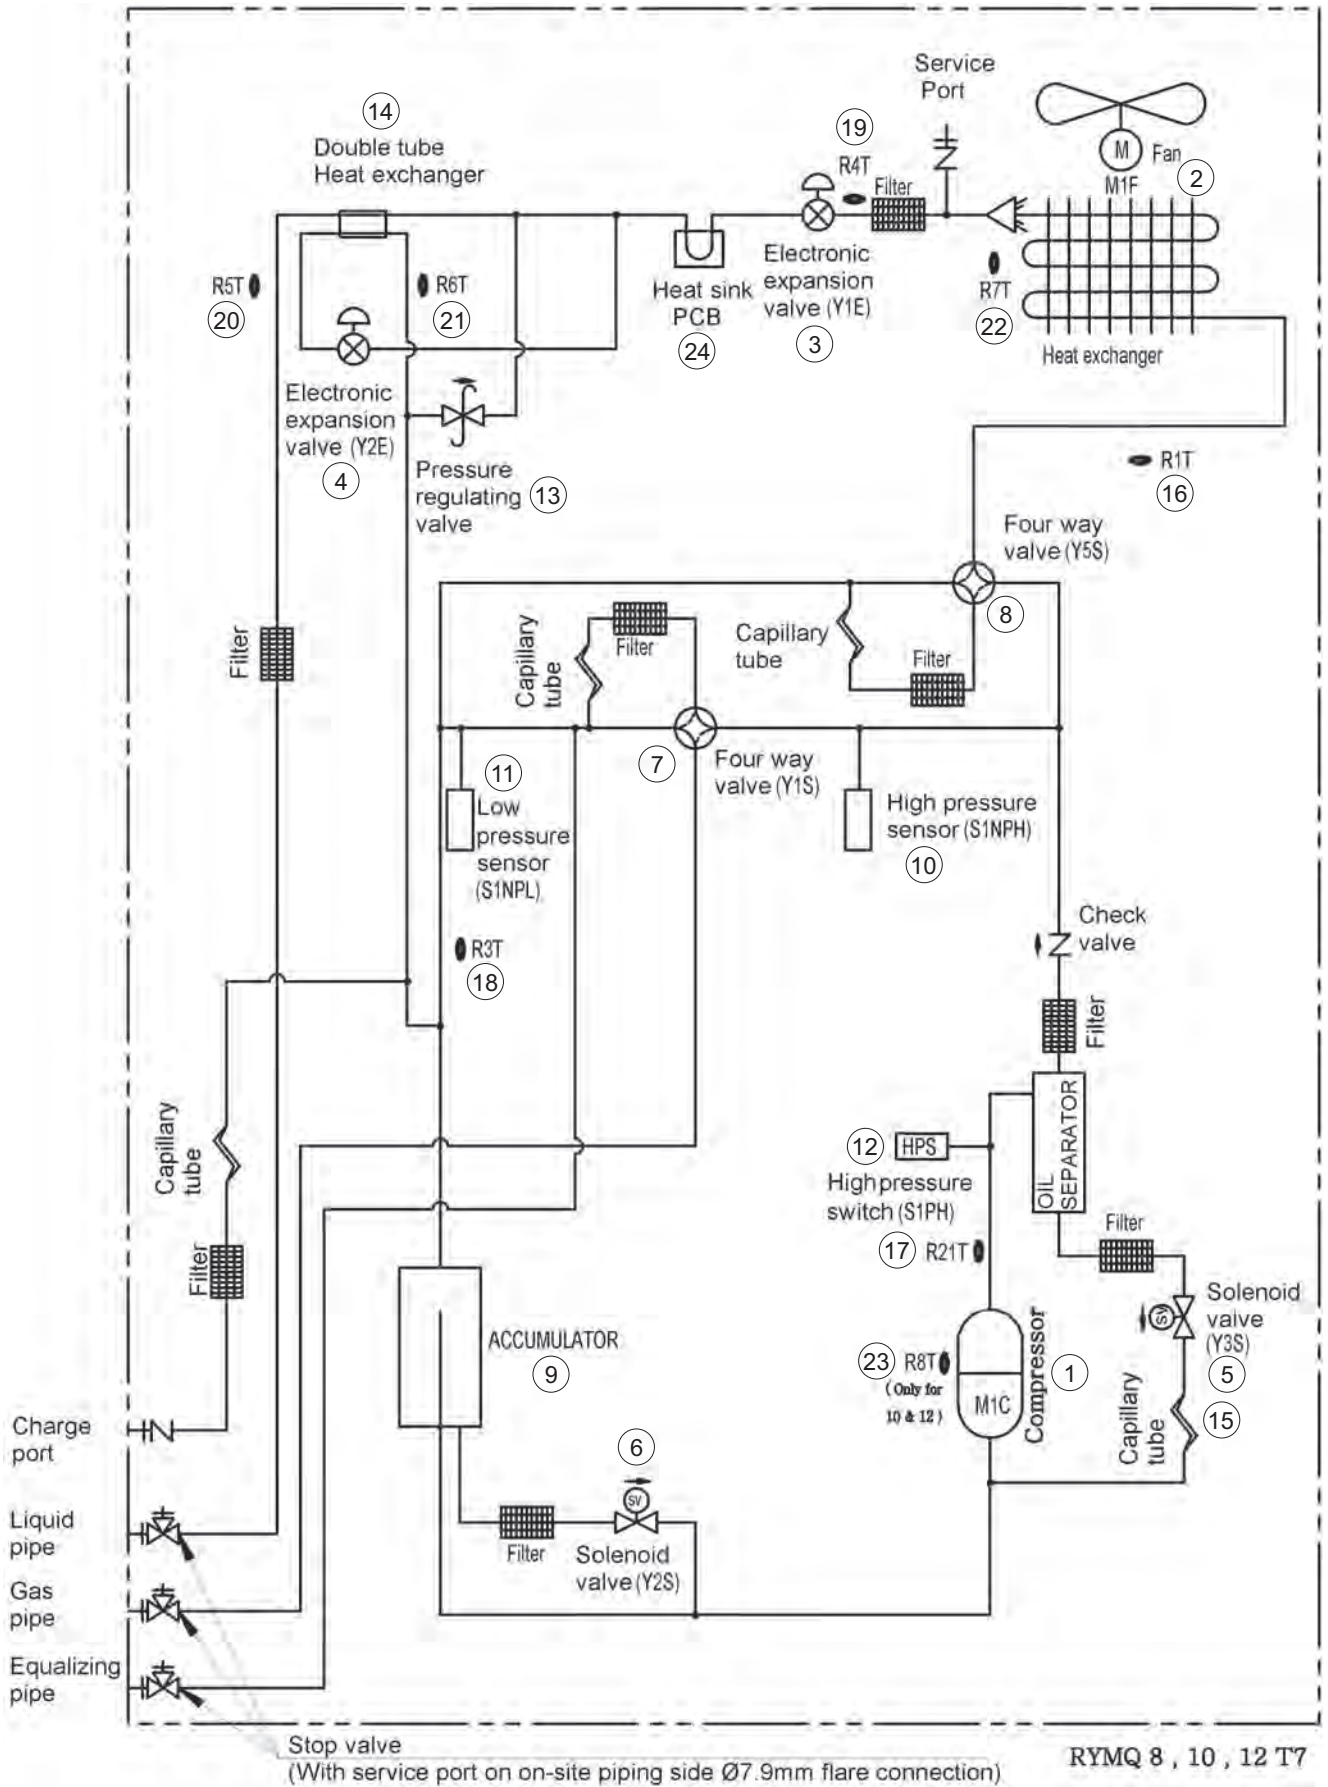 Service
Port
14
Double tube
Heat exchanger
19
R4T
Filter
M
Fan
2
M1F
R5T
20
R6T
21
Heat sink
PCB
24
Electronic
expansion
valve (Y1E)
3
R7T
22
Heat exchanger
Electronic
expansion
valve (Y2E)
4
Pressure
regulating
valve
13
R1T
16
Four way
valve (Y5S)
8
Filter
Capillary
tube
Filter
Capillary
tube
Filter
7
Four way
valve (Y1S)
11
Low
pressure
sensor
(S1NPL)
High pressure
sensor (S1NPH)
10
Check
valve
R3T
18
Filter
OIL
SEPARATOR
Capillary
tube
Filter
12
HPS
High pressure
switch (S1PH)
17
R21T
Filter
SV
Solenoid
valve
(Y3S)
5
15
Capillary
tube
ACCUMULATOR
9
23
R8T
(Only for
10 & 12)
M1C
Compressor
1
Charge
port
6
SV
Filter
Solenoid
valve (Y2S)
Liquid
pipe
Gas
pipe
Equalizing
pipe
Stop valve
(With service port on on-site piping side Ø7.9mm flare connection)
RYMQ 8 , 10 , 12 T7